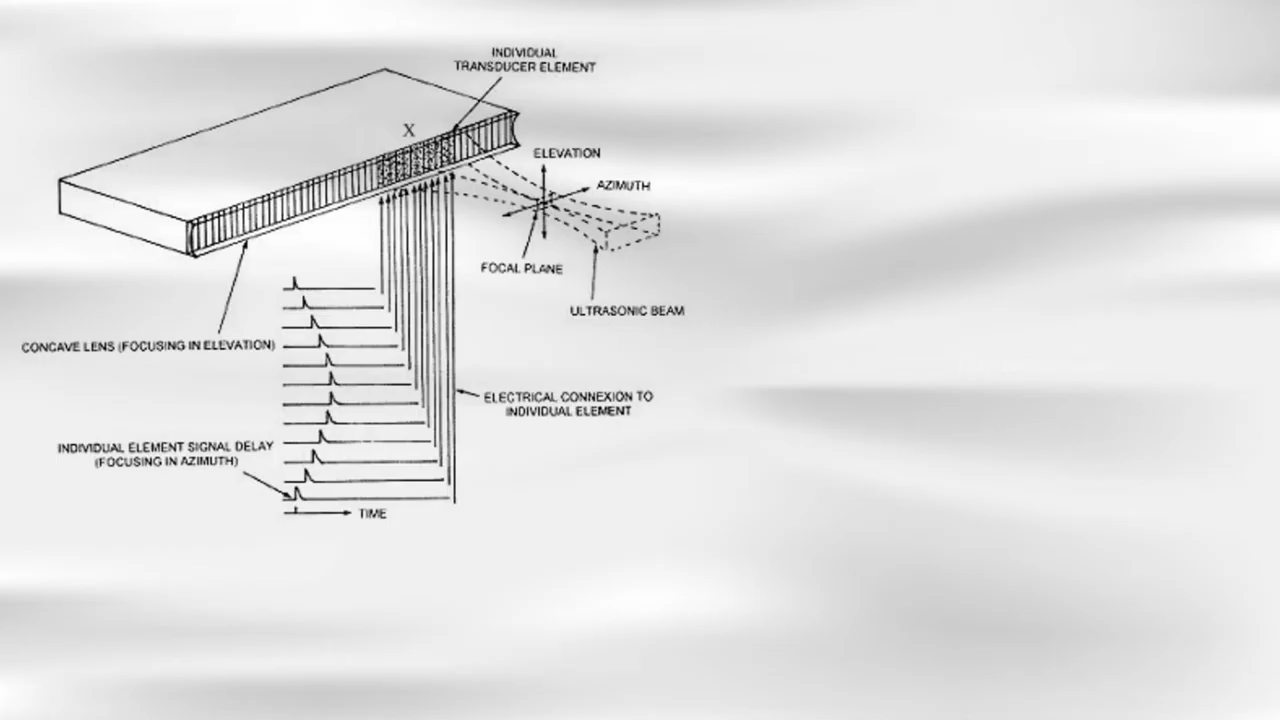 INDIVIDUAL
TRANSDUCER ELEMENT
X
ELEVATION
AZIMUTH
FOCAL PLANE
ULTRASONIC BEAM
CONCAVE LENS (FOCUSING IN ELEVATION)
ELECTRICAL CONNEXION TO
INDIVIDUAL ELEMENT
INDIVIDUAL ELEMENT SIGNAL DELAY
(FOCUSING IN AZIMUTH)
TIME